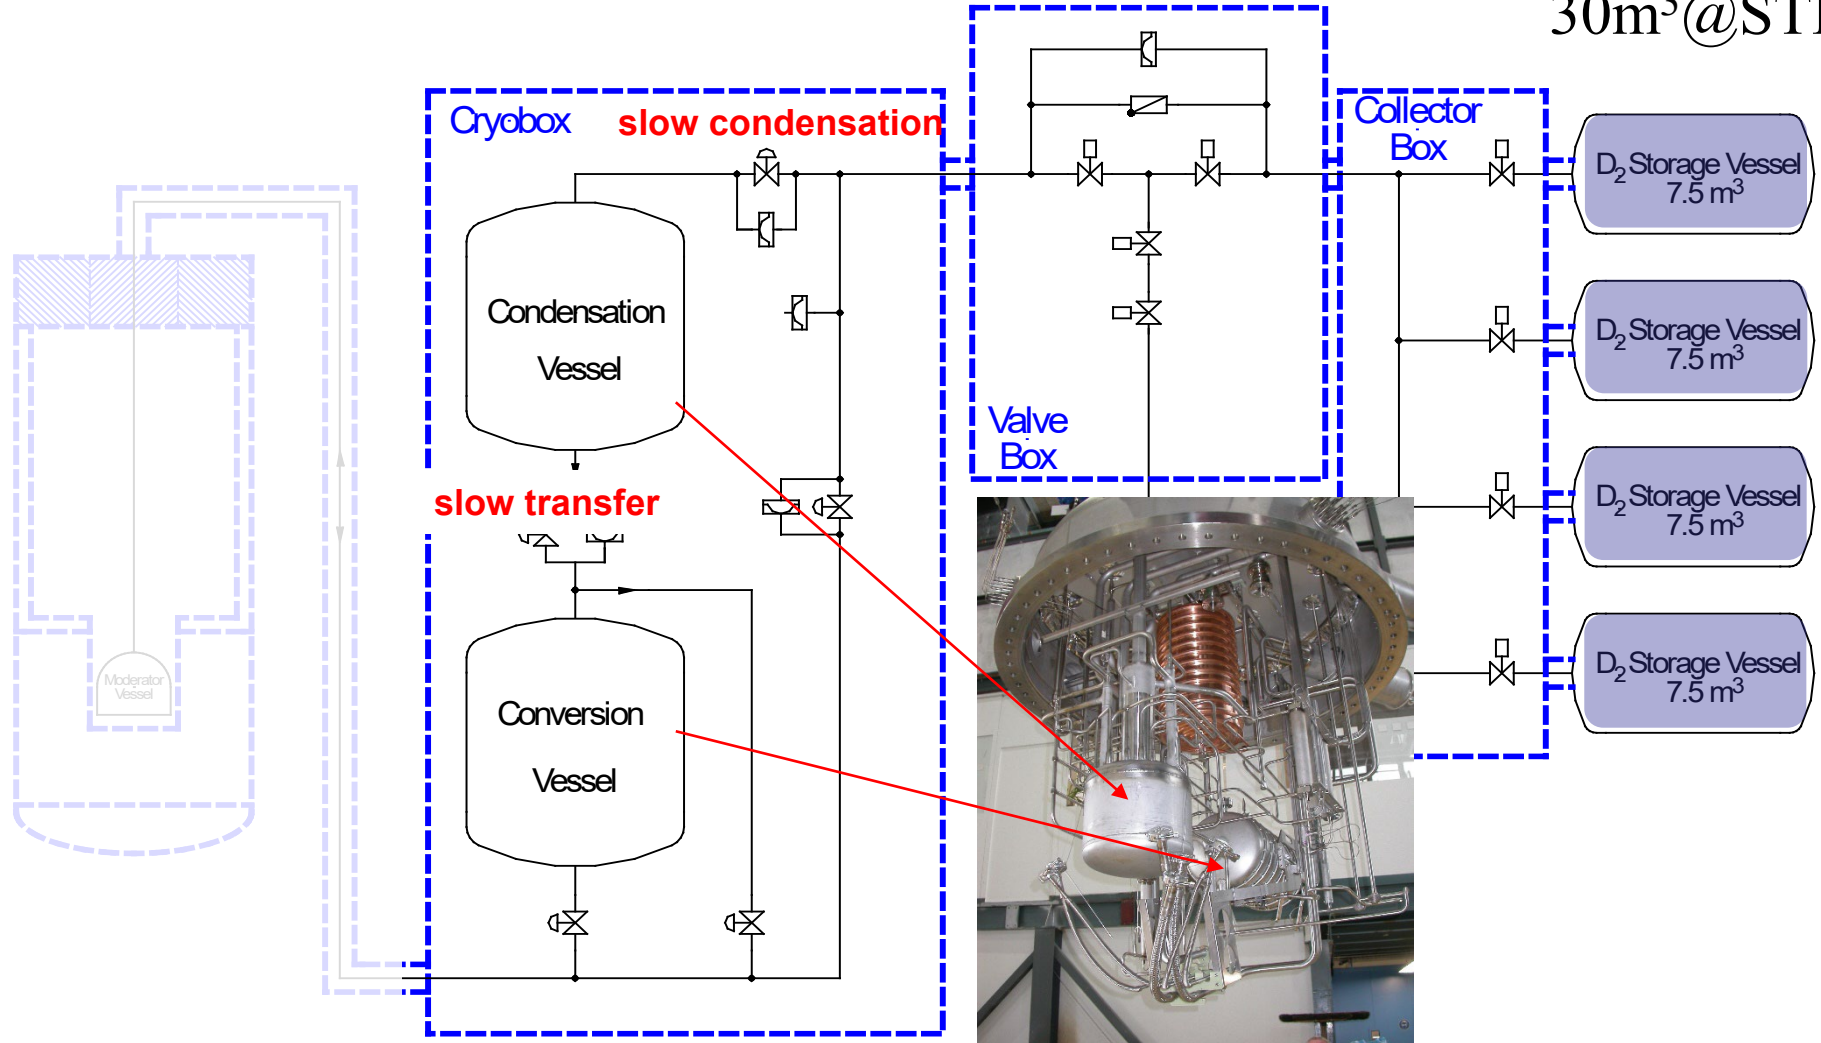 30m³@ST
Cryobox
slow condensation
Collector
Box
D₂ Storage Vessel
7.5 m³
Condensation
Vessel
D₂ Storage Vessel
7.5 m³
Valve
Box
slow transfer
D₂ Storage Vessel
7.5 m³
Moderator
Vessel
Conversion
Vessel
D₂ Storage Vessel
7.5 m³